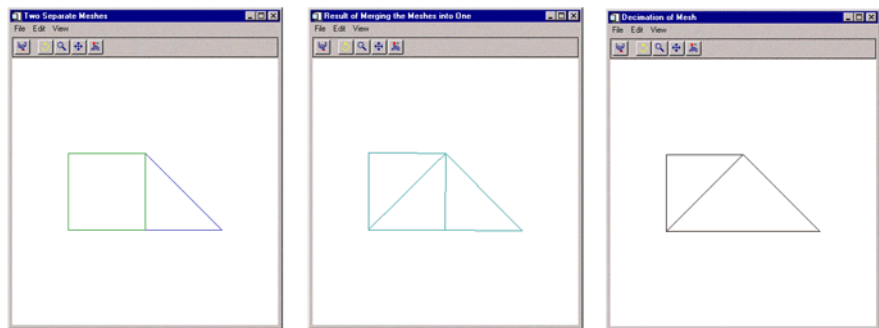 Two Separate Meshes
File Edit View
Result of Merging the Meshes into One
File Edit View
Decimation of Mesh
File Edit View